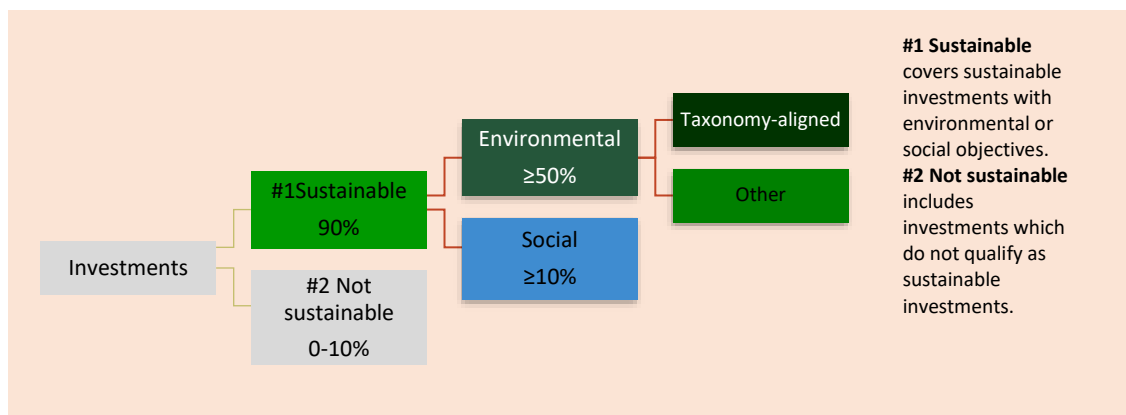 Investments
#1Sustainable
90%
#2 Not
sustainable
0-10%
Environmental
≥50%
Social
≥10%
Taxonomy-aligned
Other
#1 Sustainable
covers sustainable
investments with
environmental or
social objectives.
#2 Not sustainable
includes
investments which
do not qualify as
sustainable
investments.